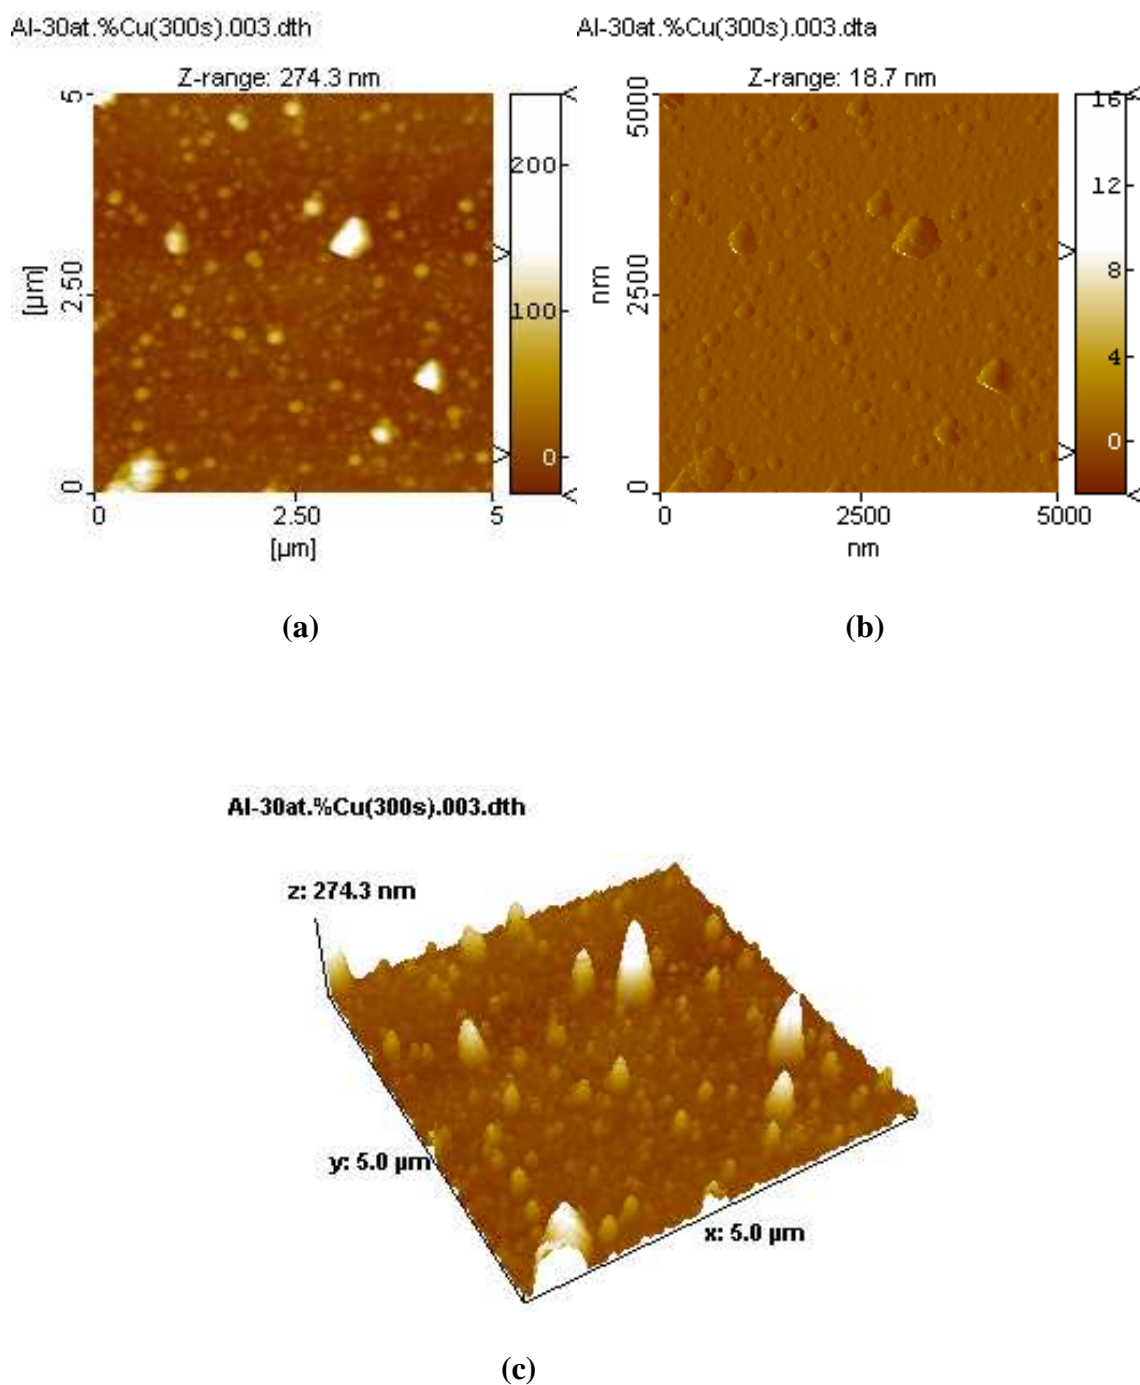 Al-30at.%Cu(300s).003.dth
Z-range: 274.3 nm
5
2.50
0
[µm]
0
2.50
5
[µm]
200
100
0
(a)
Al-30at.%Cu(300s).003.dta
Z-range: 18.7 nm
5000
2500
0
nm
0
2500
5000
nm
16
12
8
4
0
(b)
Al-30at.%Cu(300s).003.dth
z: 274.3 nm
y: 5.0 µm
x: 5.0 µm
(c)